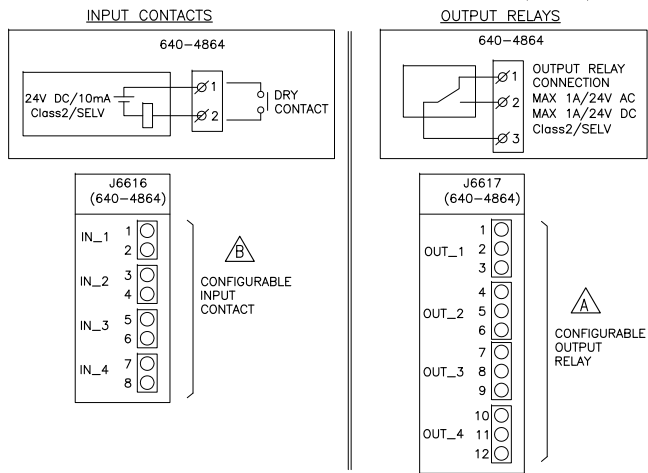 INPUT CONTACTS
640-4864
24V DC/10mA
Class2/SELV
1
2
DRY
CONTACT
J6616
(640-4864)
IN_1
1
2
IN_2
3
4
IN_3
5
6
IN_4
7
8
B
CONFIGURABLE
INPUT
CONTACT
OUTPUT RELAYS
640-4864
1
2
3
OUTPUT RELAY
CONNECTION
MAX 1A/24V AC
MAX 1A/24V DC
Class2/SELV
J6617
(640-4864)
OUT_1
1
2
3
OUT_2
4
5
6
OUT_3
7
8
9
OUT_4
10
11
12
A
CONFIGURABLE
OUTPUT
RELAY